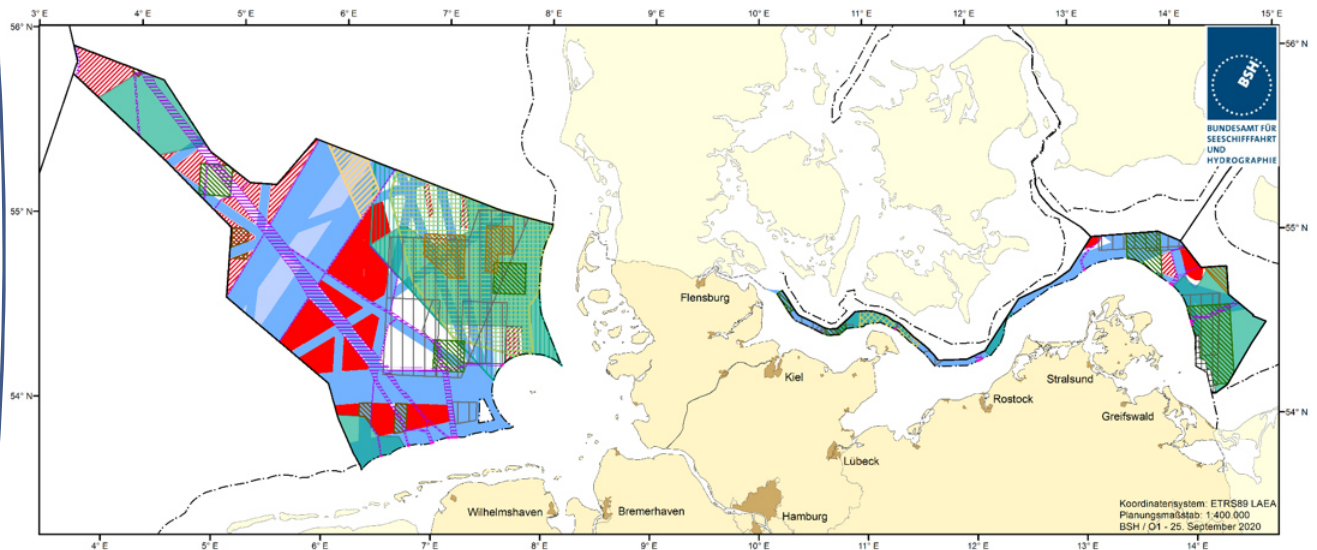 3° E 4° E 5° E 6° E 7° E 8° E 9° E 10° E 11° E 12° E 13° E 14° E 15° E
56° N
56° N
BSH
BUNDESAMT FÜR
SEESCHIFFFAHRT
UND
HYDROGRAPHIE
55° N
55° N
Flensburg
Kiel
Stralsund
Rostock
Greifswald
54° N
54° N
Lübeck
Wilhelmshaven
Bremerhaven
Hamburg
Koordinatensystem: ETRS89 LAEA
Planungsmaßstab: 1:400.000
BSH / O1 - 25. September 2020
4° E 5° E 6° E 7° E 8° E 9° E 10° E 11° E 12° E 13° E 14° E